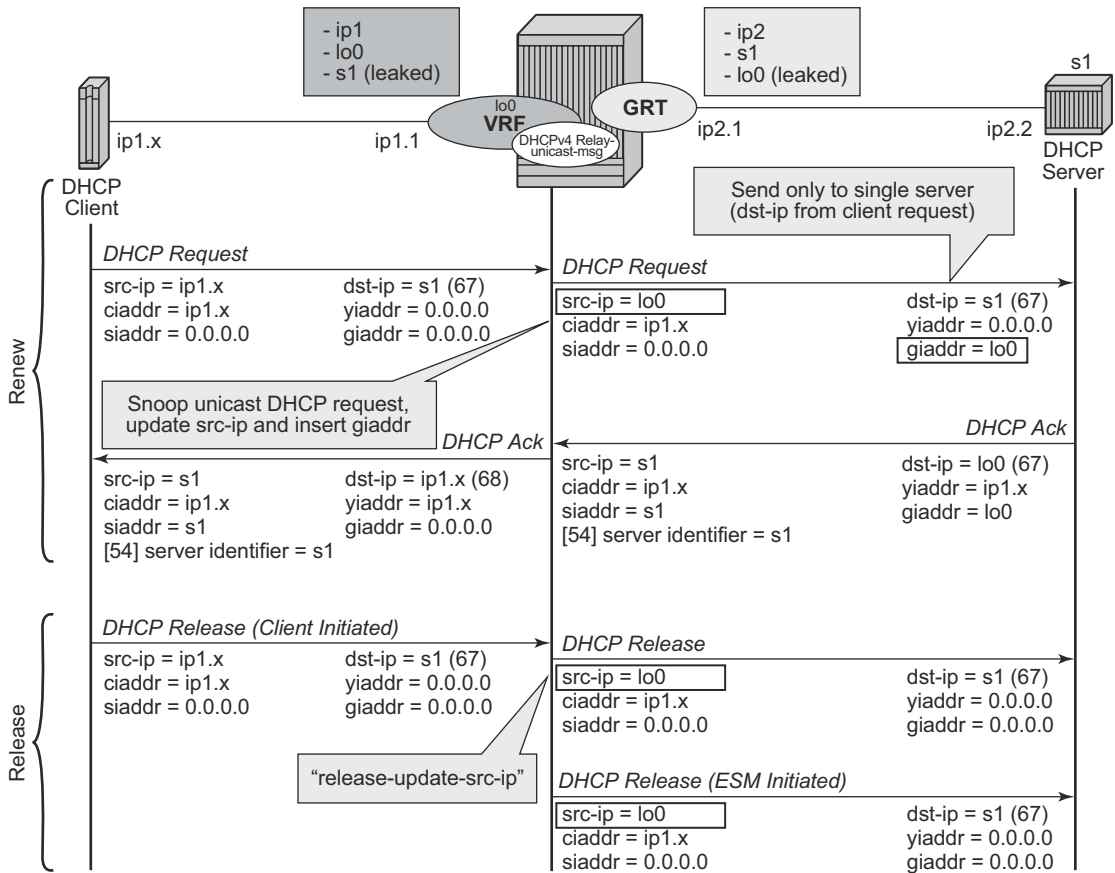 - ip1
- lo0
- s1 (leaked)
- ip2
- s1
- lo0 (leaked)
s1
lo0
VRF
GRT
DHCPv4 Relay-
unicast-msg
ip1.x
ip1.1
ip2.1
ip2.2
DHCP
Client
DHCP
Server
Send only to single server
(dst-ip from client request)
Renew
DHCP Request
src-ip = ip1.x
dst-ip = s1 (67)
ciaddr = ip1.x
yiaddr = 0.0.0.0
siaddr = 0.0.0.0
giaddr = 0.0.0.0
DHCP Request
src-ip = lo0
dst-ip = s1 (67)
ciaddr = ip1.x
yiaddr = 0.0.0.0
siaddr = 0.0.0.0
giaddr = lo0
Snoop unicast DHCP request,
update src-ip and insert giaddr
DHCP Ack
src-ip = s1
dst-ip = ip1.x (68)
ciaddr = ip1.x
yiaddr = ip1.x
siaddr = s1
giaddr = 0.0.0.0
[54] server identifier = s1
DHCP Ack
src-ip = s1
dst-ip = lo0 (67)
ciaddr = ip1.x
yiaddr = ip1.x
siaddr = s1
giaddr = lo0
[54] server identifier = s1
Release
DHCP Release (Client Initiated)
src-ip = ip1.x
dst-ip = s1 (67)
ciaddr = ip1.x
yiaddr = 0.0.0.0
siaddr = 0.0.0.0
giaddr = 0.0.0.0
DHCP Release
src-ip = lo0
dst-ip = s1 (67)
ciaddr = ip1.x
yiaddr = 0.0.0.0
siaddr = 0.0.0.0
giaddr = 0.0.0.0
“release-update-src-ip”
DHCP Release (ESM Initiated)
src-ip = lo0
dst-ip = s1 (67)
ciaddr = ip1.x
yiaddr = 0.0.0.0
siaddr = 0.0.0.0
giaddr = 0.0.0.0